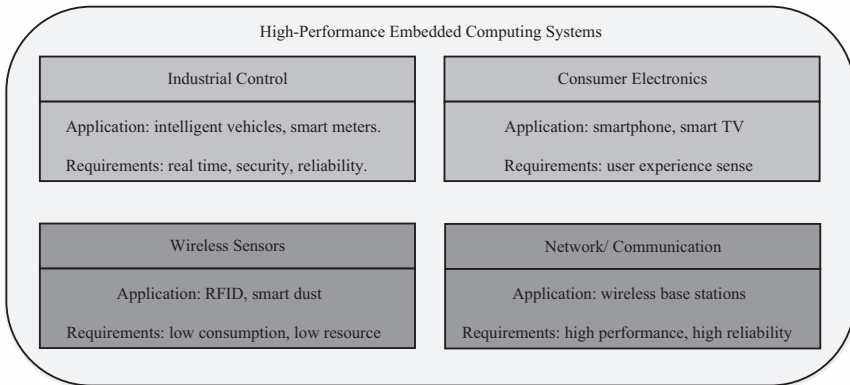 High-Performance Embedded Computing Systems
Industrial Control
Application: intelligent vehicles, smart meters.
Requirements: real time, security, reliability.
Consumer Electronics
Application: smartphone, smart TV
Requirements: user experience sense
Wireless Sensors
Application: RFID, smart dust
Requirements: low consumption, low resource
Network/ Communication
Application: wireless base stations
Requirements: high performance, high reliability